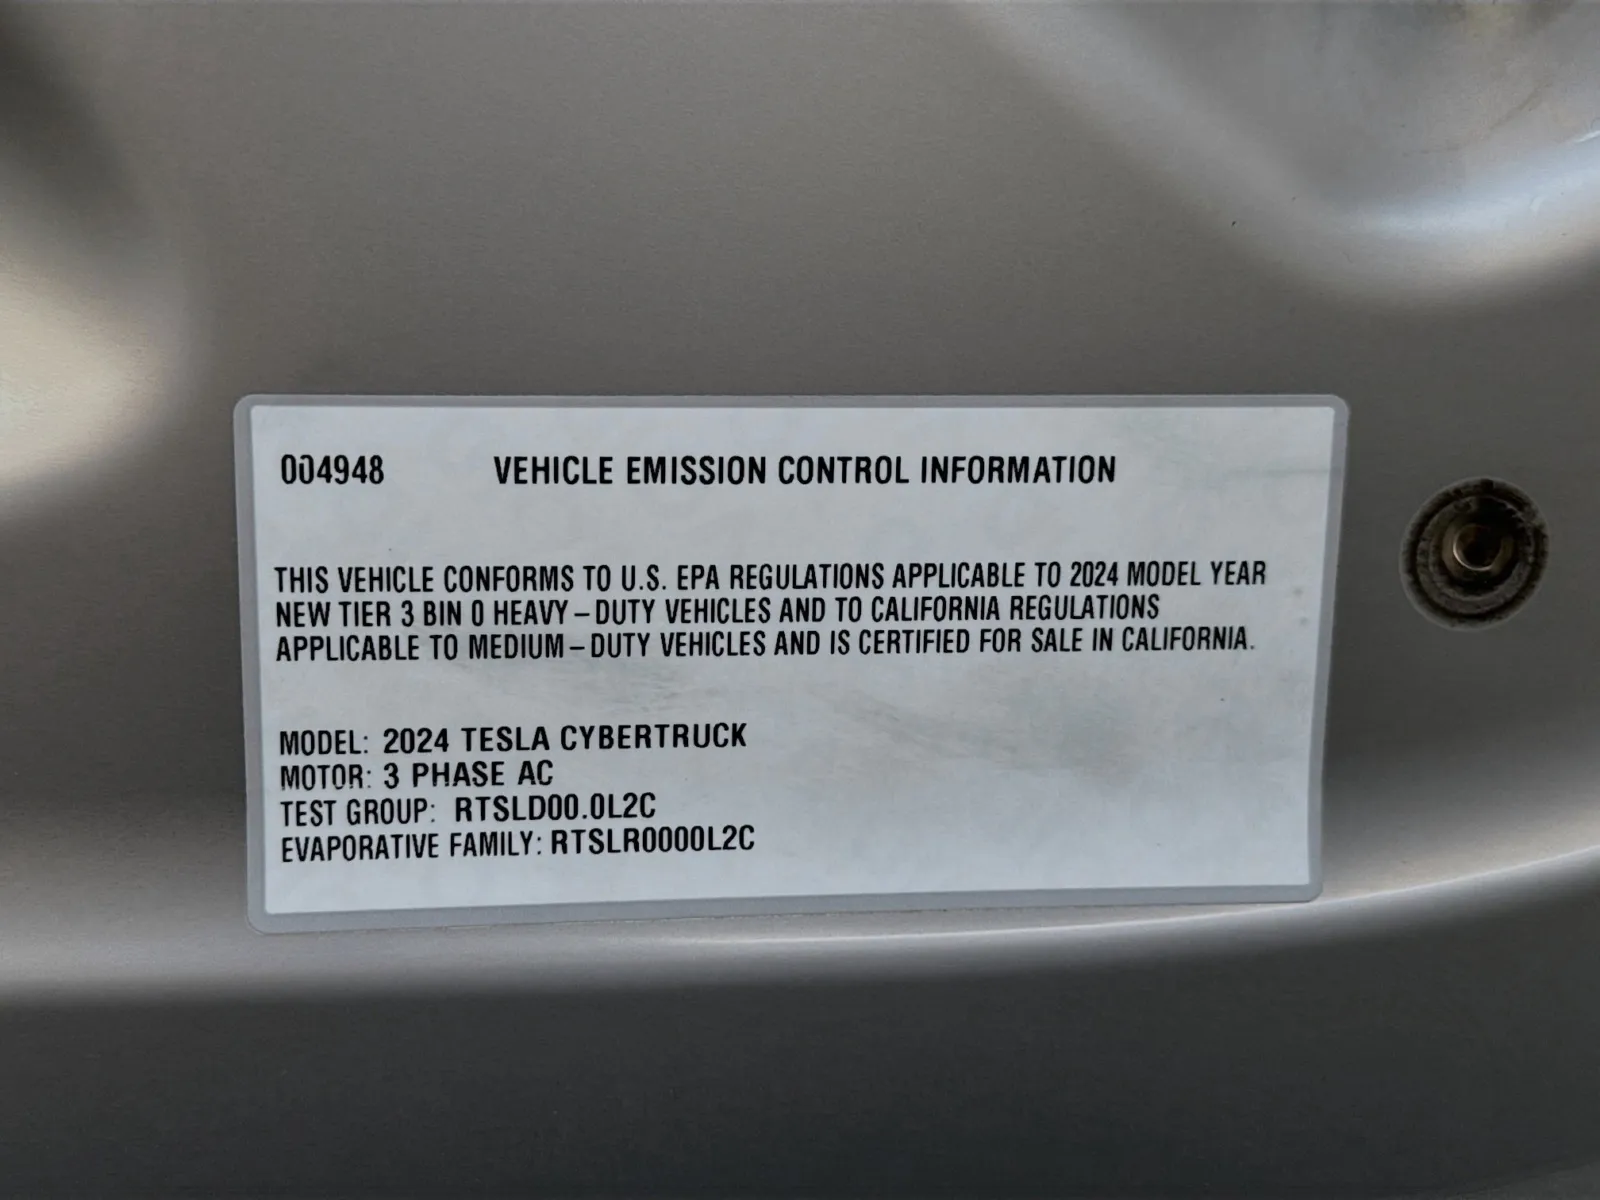 004948 VEHICLE EMISSION CONTROL INFORMATION
THIS VEHICLE CONFORMS TO U.S. EPA REGULATIONS APPLICABLE TO 2024 MODEL YEAR
NEW TIER 3 BIN 0 HEAVY–DUTY VEHICLES AND TO CALIFORNIA REGULATIONS
APPLICABLE TO MEDIUM–DUTY VEHICLES AND IS CERTIFIED FOR SALE IN CALIFORNIA.
MODEL: 2024 TESLA CYBERTRUCK
MOTOR: 3 PHASE AC
TEST GROUP: RTSLD00.0L2C
EVAPORATIVE FAMILY: RTSLR0000L2C